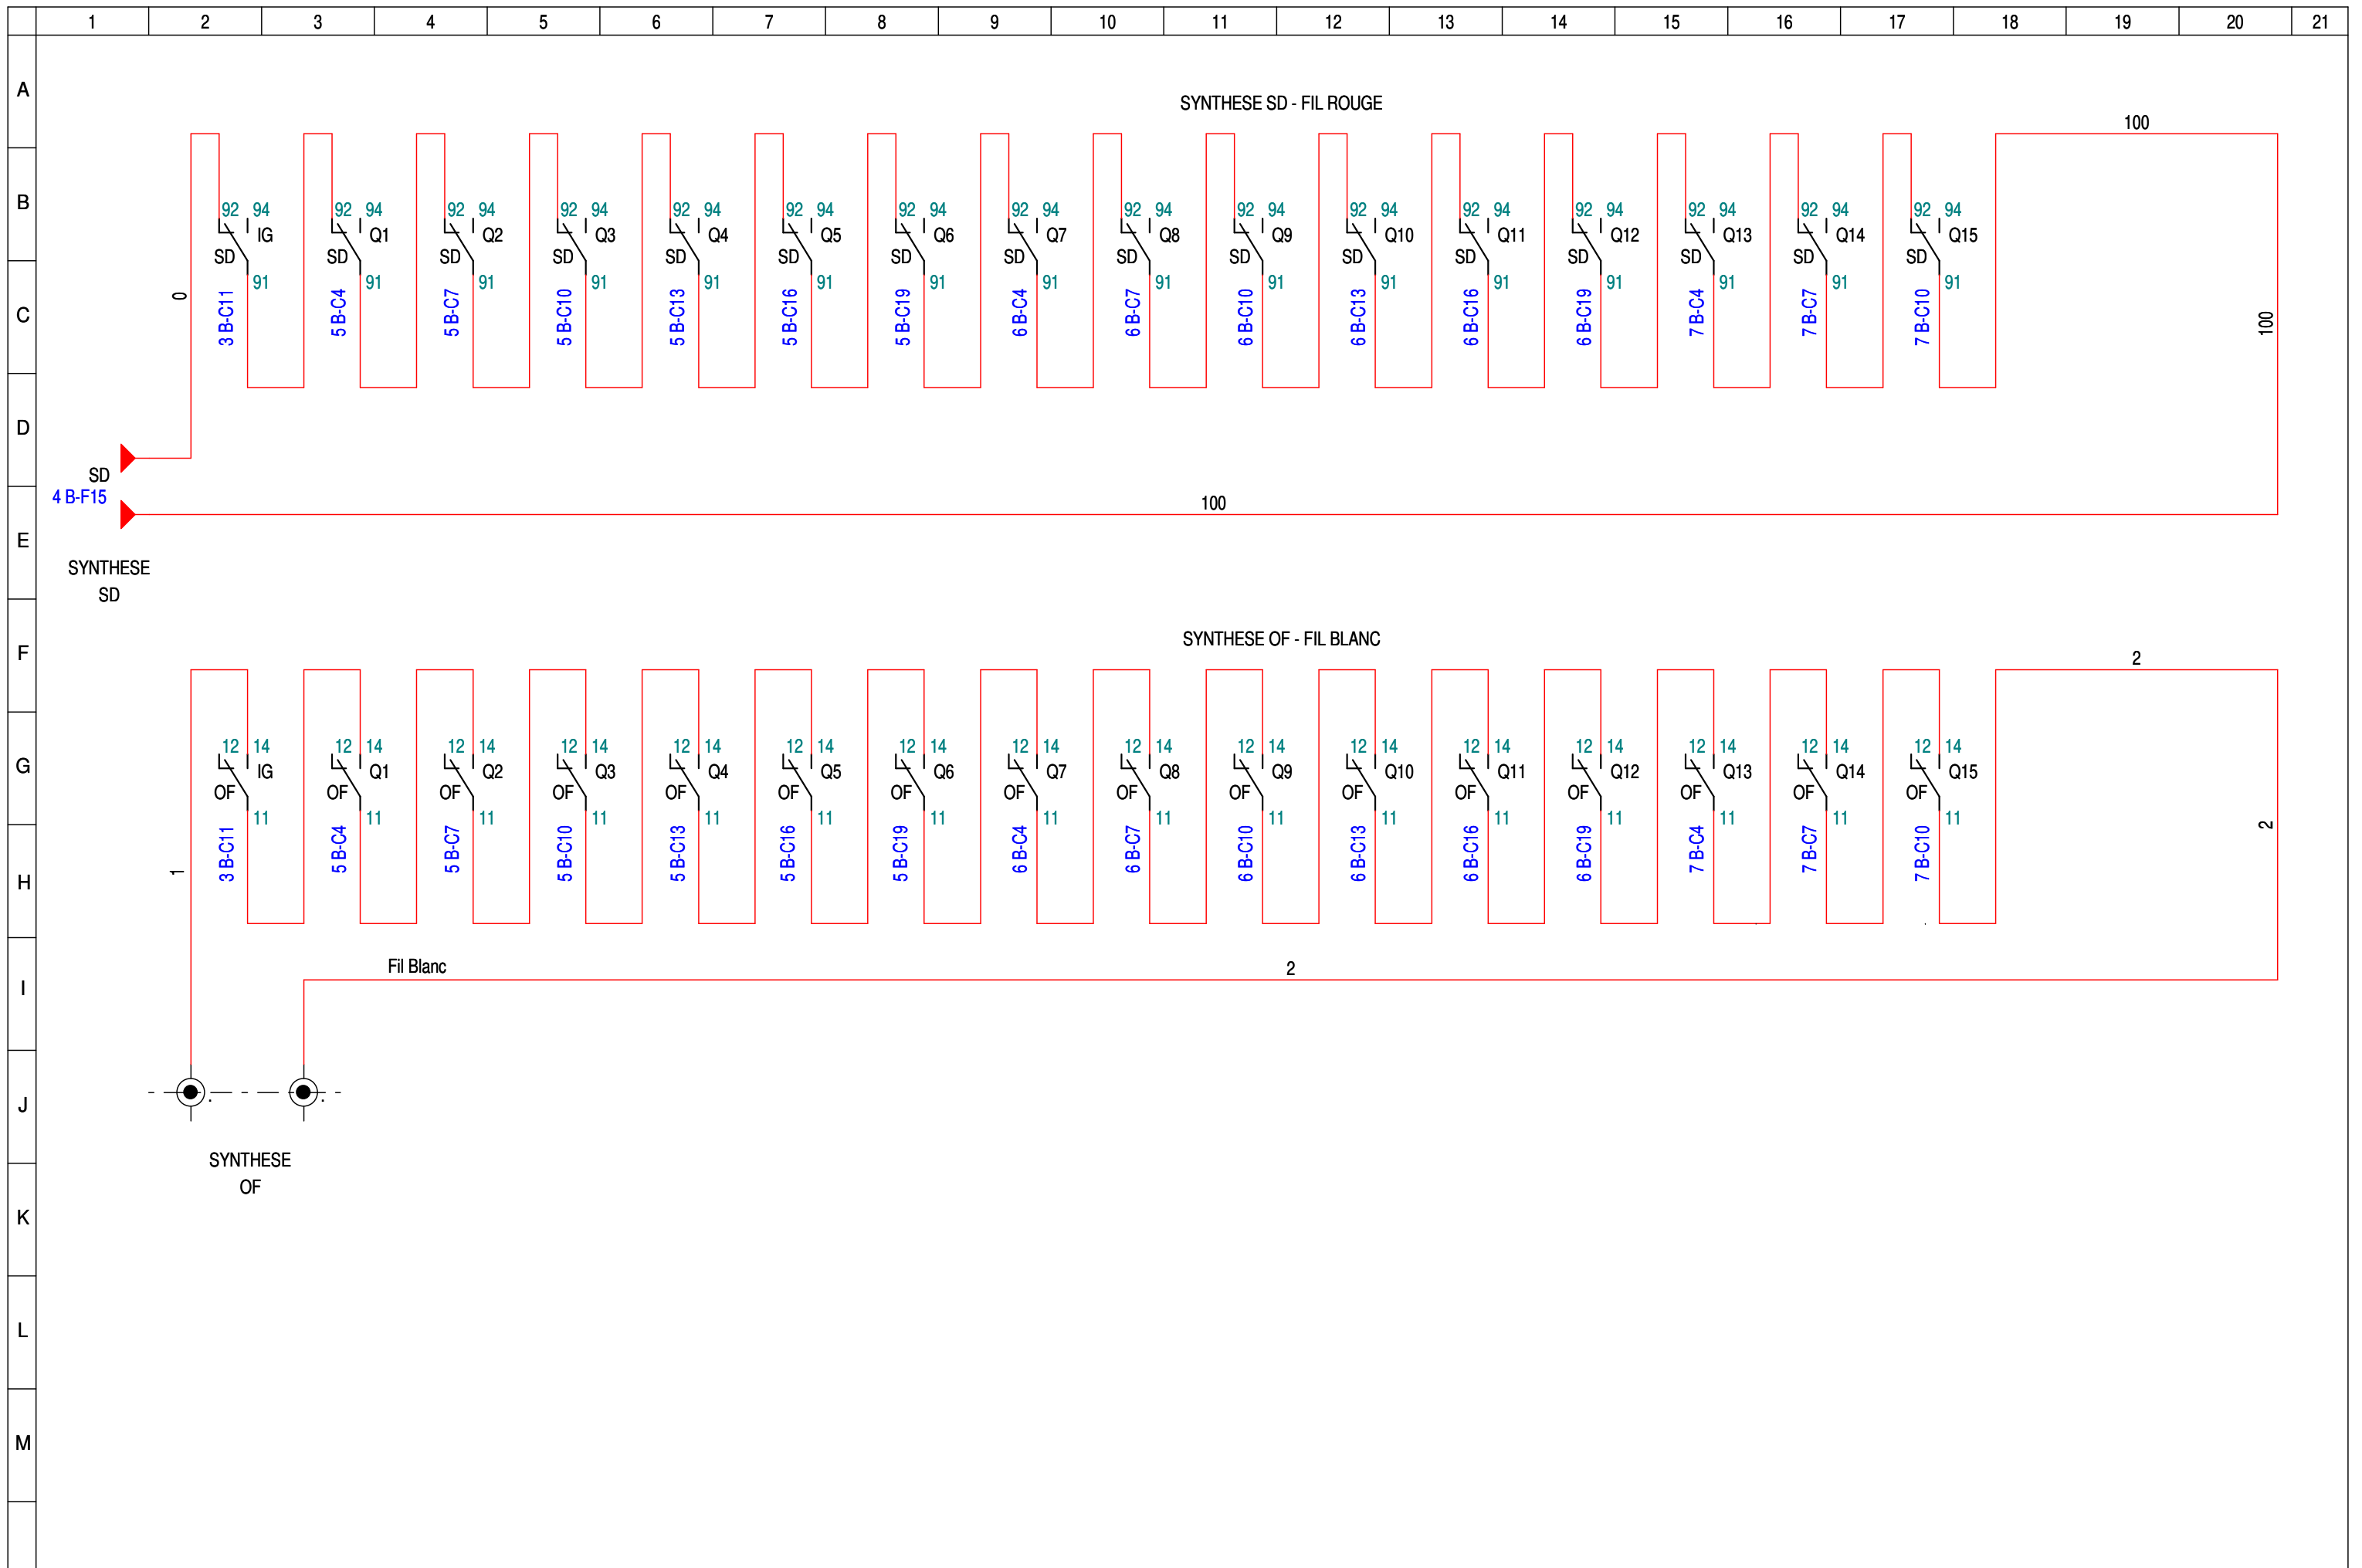 1 2 3 4 5 6 7 8 9 10 11 12 13 14 15 16 17 18 19 20 21
A
SYNTHESE SD - FIL ROUGE
100
B
92 94 92 94 92 94 92 94 92 94 92 94 92 94 92 94 92 94 92 94 92 94 92 94 92 94 92 94 92 94 92 94
IG Q1 Q2 Q3 Q4 Q5 Q6 Q7 Q8 Q9 Q10 Q11 Q12 Q13 Q14 Q15
SD SD SD SD SD SD SD SD SD SD SD SD SD SD SD SD
91 91 91 91 91 91 91 91 91 91 91 91 91 91 91 91
C
0 3 B-C11 5 B-C4 5 B-C7 5 B-C10 5 B-C13 5 B-C16 5 B-C19 6 B-C4 6 B-C7 6 B-C10 6 B-C13 6 B-C16 6 B-C19 7 B-C4 7 B-C7 7 B-C10 100
D
SD
4 B-F15
100
E
SYNTHESE
SD
F
SYNTHESE OF - FIL BLANC
2
G
12 14 12 14 12 14 12 14 12 14 12 14 12 14 12 14 12 14 12 14 12 14 12 14 12 14 12 14 12 14 12 14
IG Q1 Q2 Q3 Q4 Q5 Q6 Q7 Q8 Q9 Q10 Q11 Q12 Q13 Q14 Q15
OF OF OF OF OF OF OF OF OF OF OF OF OF OF OF OF
11 11 11 11 11 11 11 11 11 11 11 11 11 11 11 11
H
1 3 B-C11 5 B-C4 5 B-C7 5 B-C10 5 B-C13 5 B-C16 5 B-C19 6 B-C4 6 B-C7 6 B-C10 6 B-C13 6 B-C16 6 B-C19 7 B-C4 7 B-C7 7 B-C10 2
Fil Blanc 2
I
J
SYNTHESE
OF
K
L
M